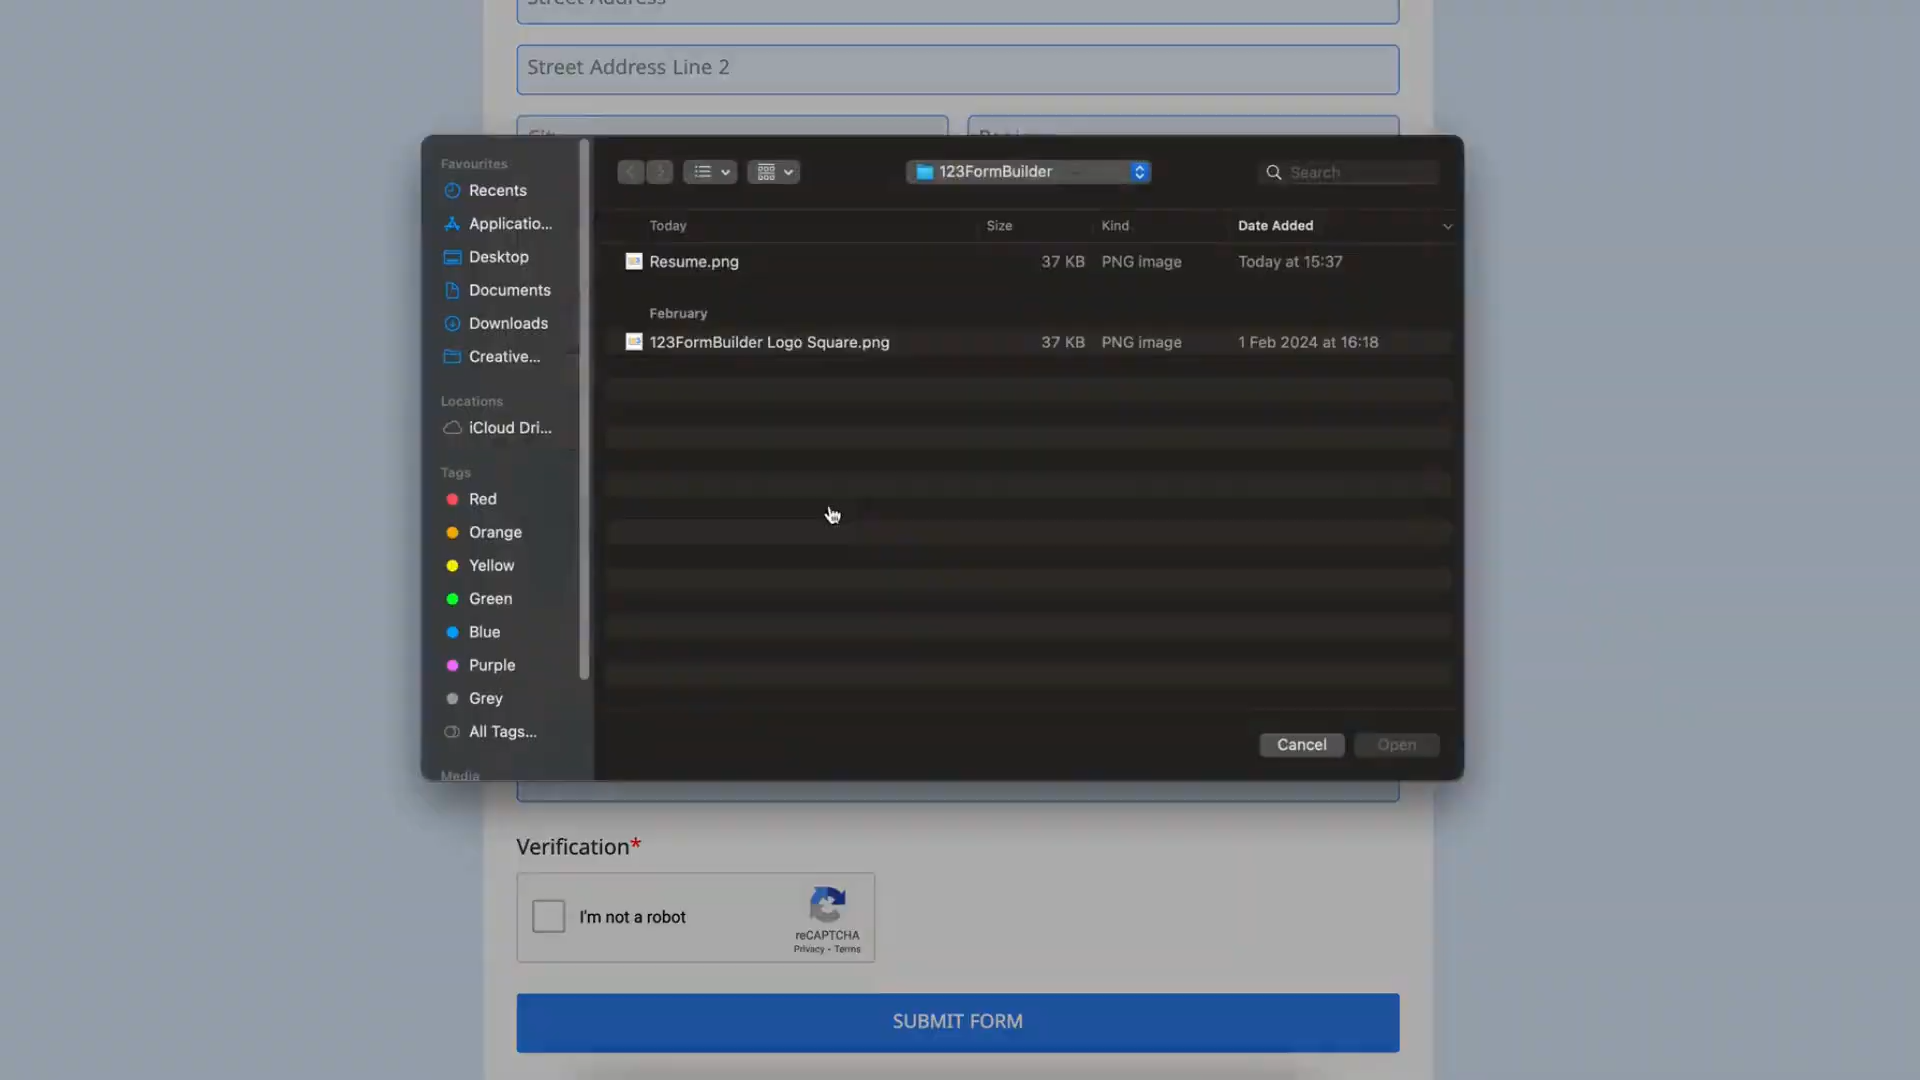 Street Address
Street Address Line 2
Favourites
Recents
Applicatio...
Desktop
Documents
Downloads
Creative...
Locations
iCloud Dri...
Tags
Red
Orange
Yellow
Green
Blue
Purple
Grey
All Tags...
Media
123FormBuilder
Search
Today Size Kind Date Added
Resume.png 37 KB PNG image Today at 15:37
February
123FormBuilder Logo Square.png 37 KB PNG image 1 Feb 2024 at 16:18
Cancel Open
Verification*
I'm not a robot
reCAPTCHA
Privacy - Terms
SUBMIT FORM